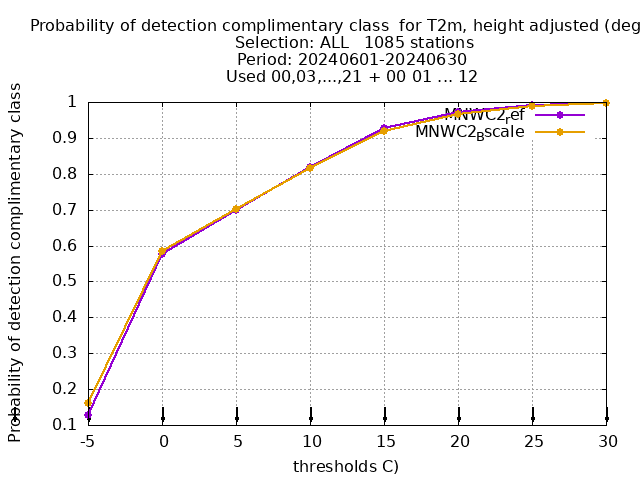 Probability of detection complimentary class for T2m, height adjusted (deg
Selection: ALL 1085 stations
Period: 20240601-20240630
Used 00,03,...,21 + 00 01 ... 12
Probability of detection complimentary class
1
0.9
0.8
0.7
0.6
0.5
0.4
0.3
0.2
0.1
MNWC2_ref
MNWC2_Bscale
-5 0 5 10 15 20 25 30
thresholds C)